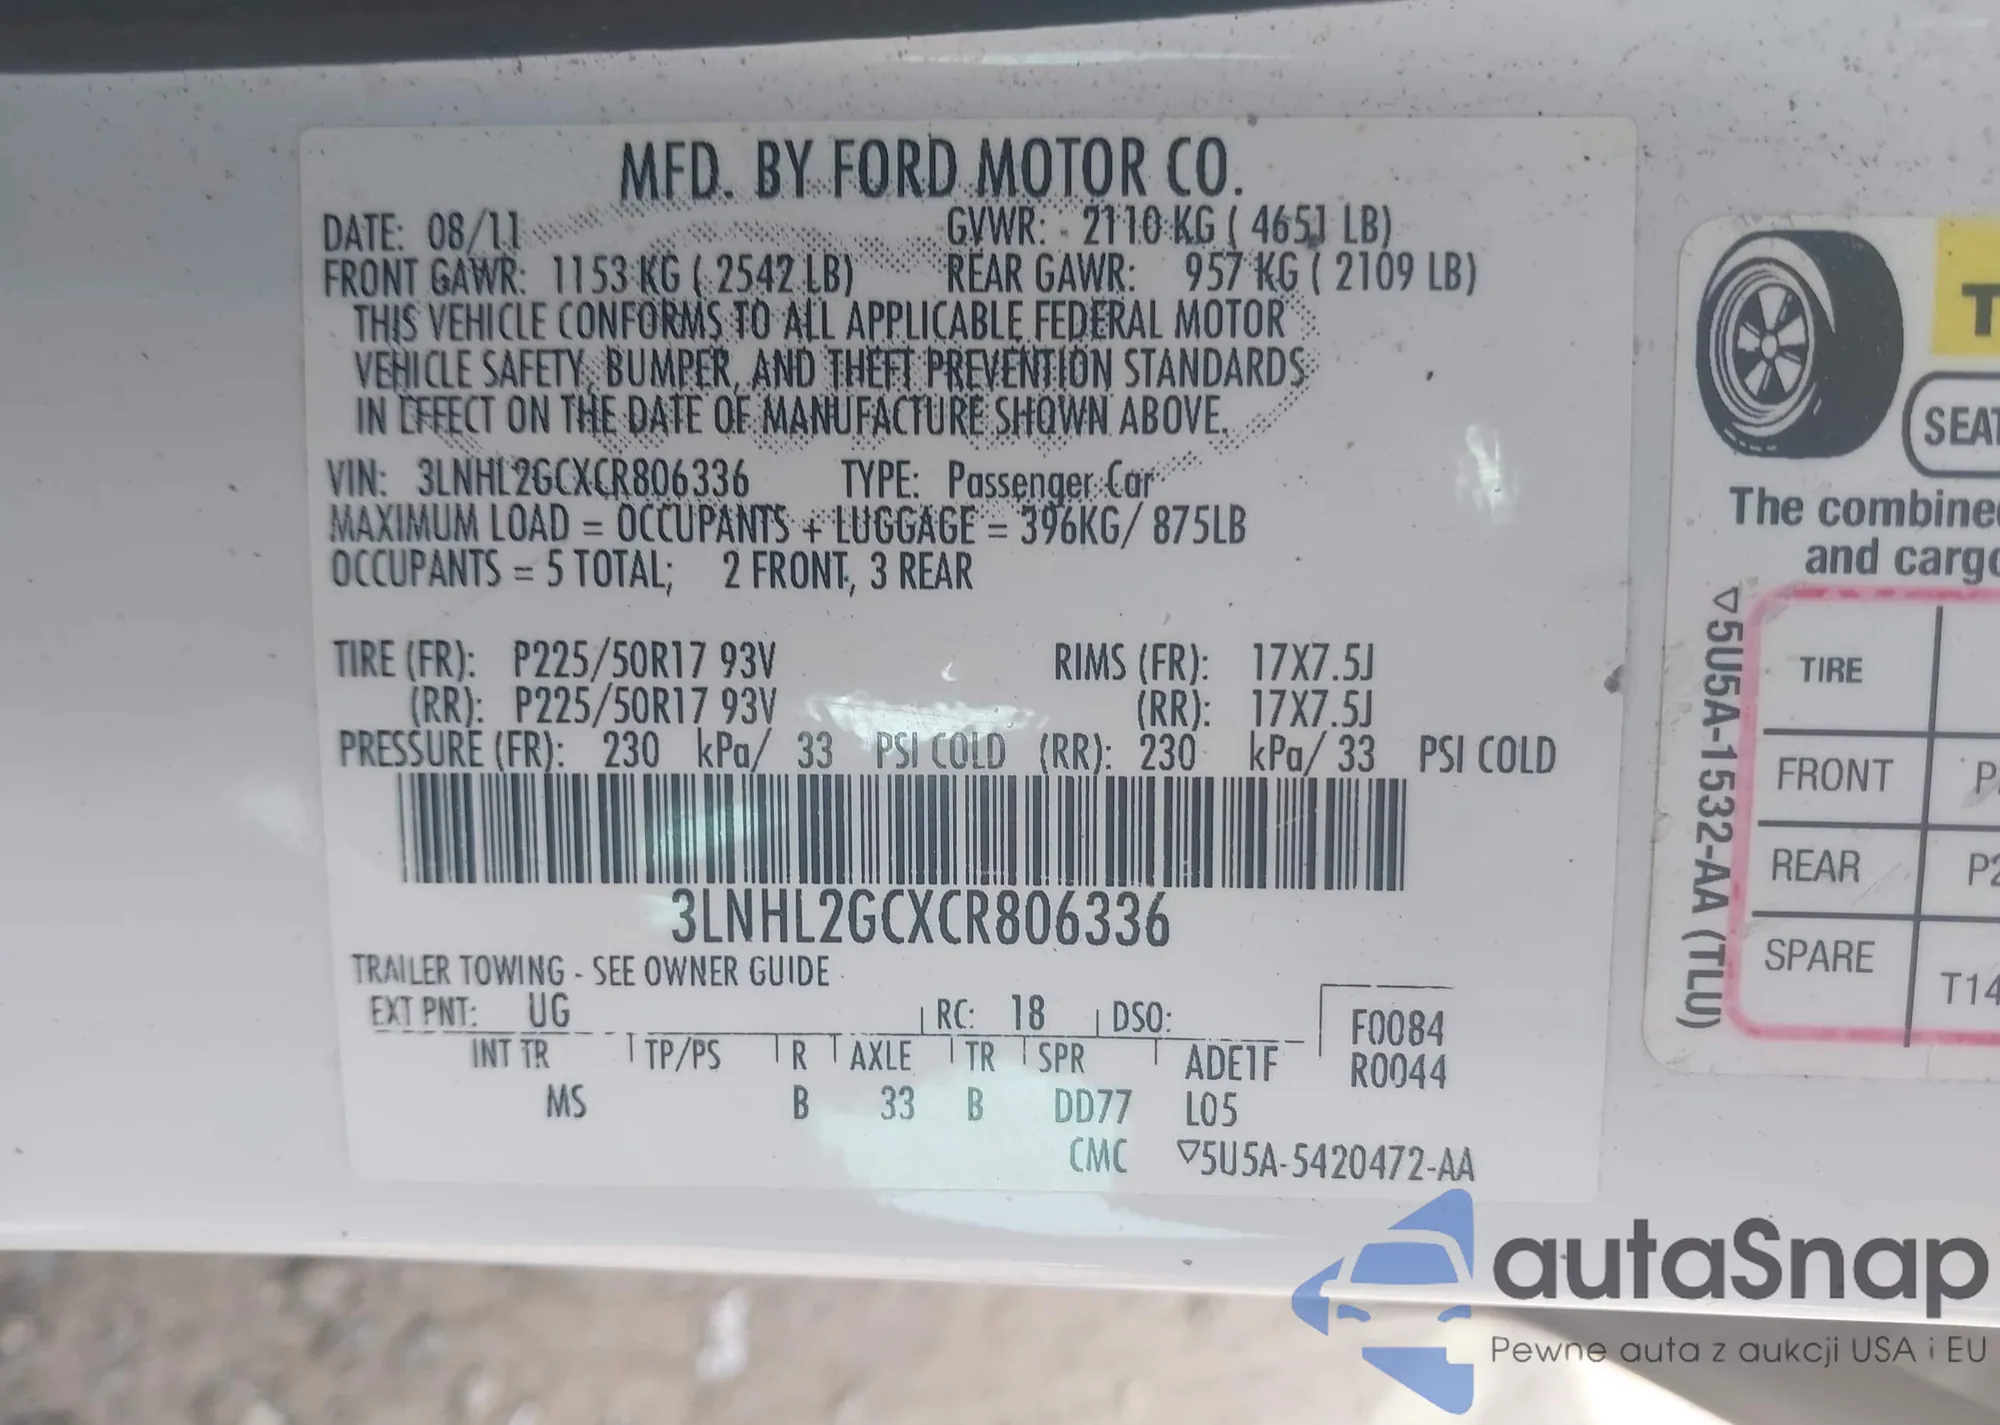 MFD. BY FORD MOTOR CO.
DATE: 08/11 GVWR: 2110 KG ( 4651 LB)
FRONT GAWR: 1153 KG ( 2542 LB) REAR GAWR: 957 KG ( 2109 LB)
THIS VEHICLE CONFORMS TO ALL APPLICABLE FEDERAL MOTOR
VEHICLE SAFETY, BUMPER, AND THEFT PREVENTION STANDARDS
IN EFFECT ON THE DATE OF MANUFACTURE SHOWN ABOVE.
VIN: 3LNHL2GCXCR806336 TYPE: Passenger Car
MAXIMUM LOAD = OCCUPANTS + LUGGAGE = 396KG/ 875LB
OCCUPANTS = 5 TOTAL; 2 FRONT, 3 REAR
TIRE (FR): P225/50R17 93V RIMS (FR): 17X7.5J
(RR): P225/50R17 93V (RR): 17X7.5J
PRESSURE (FR): 230 kPa/ 33 PSI COLD (RR): 230 kPa/ 33 PSI COLD
3LNHL2GCXCR806336
TRAILER TOWING - SEE OWNER GUIDE
EXT PNT: UG RC: 18 DSO: F0084
INT TR TP/PS R AXLE TR SPR ADE1F R0044
MS B 33 B DD77 L05
CMC ▽5U5A-5420472-AA
SEAT
The combined
and cargo
▽5U5A-1532-AA (TLU)
TIRE
FRONT P
REAR P2
SPARE T14
autaSnap
Pewne auta z aukcji USA i EU